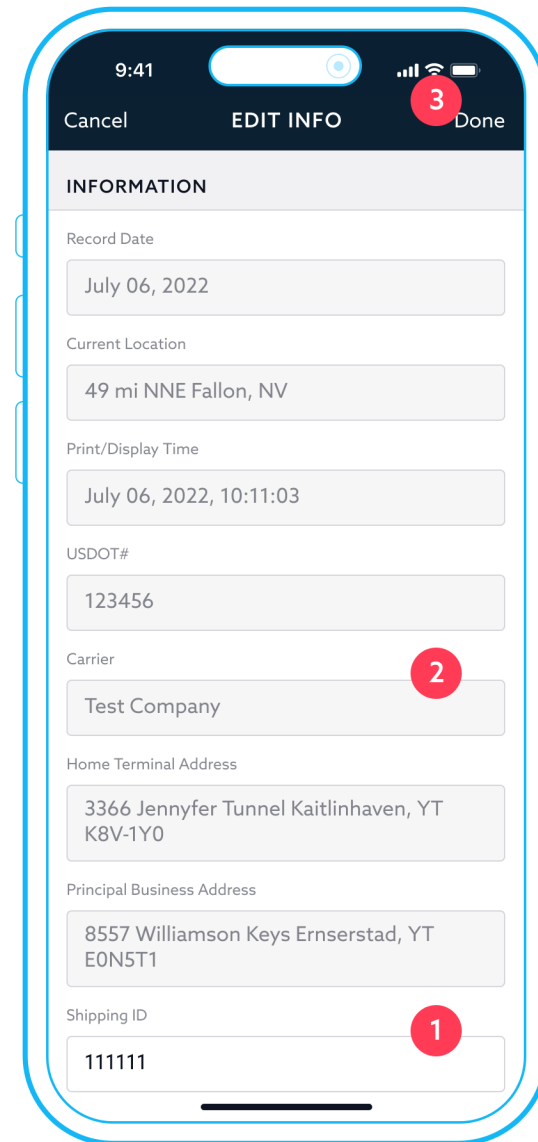 9:41
3
Cancel EDIT INFO Done
INFORMATION
Record Date
July 06, 2022
Current Location
49 mi NNE Fallon, NV
Print/Display Time
July 06, 2022, 10:11:03
USDOT#
123456
Carrier
2
Test Company
Home Terminal Address
3366 Jennyfer Tunnel Kaitlinhaven, YT
K8V-1Y0
Principal Business Address
8557 Williamson Keys Ernserstad, YT
E0N5T1
Shipping ID
1
111111